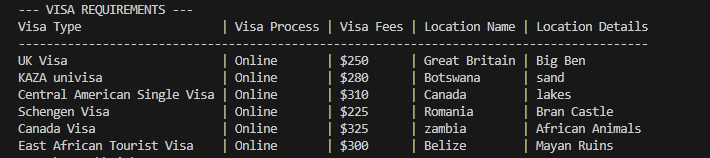 --- VISA REQUIREMENTS ---
Visa Type | Visa Process | Visa Fees | Location Name | Location Details
------------------------------------------------------------------------------------------
UK Visa | Online | $250 | Great Britain | Big Ben
KAZA univisa | Online | $280 | Botswana | sand
Central American Single Visa | Online | $310 | Canada | lakes
Schengen Visa | Online | $225 | Romania | Bran Castle
Canada Visa | Online | $325 | zambia | African Animals
East African Tourist Visa | Online | $300 | Belize | Mayan Ruins